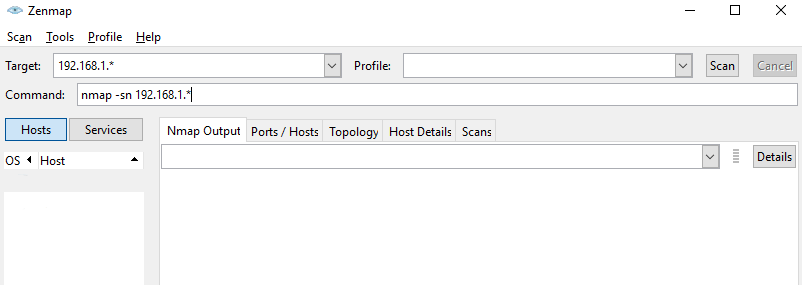 Zenmap
Scan Tools Profile Help
Target: 192.168.1.* Profile: Scan Cancel
Command: nmap -sn 192.168.1.*
Hosts Services Nmap Output Ports / Hosts Topology Host Details Scans
OS Host Details